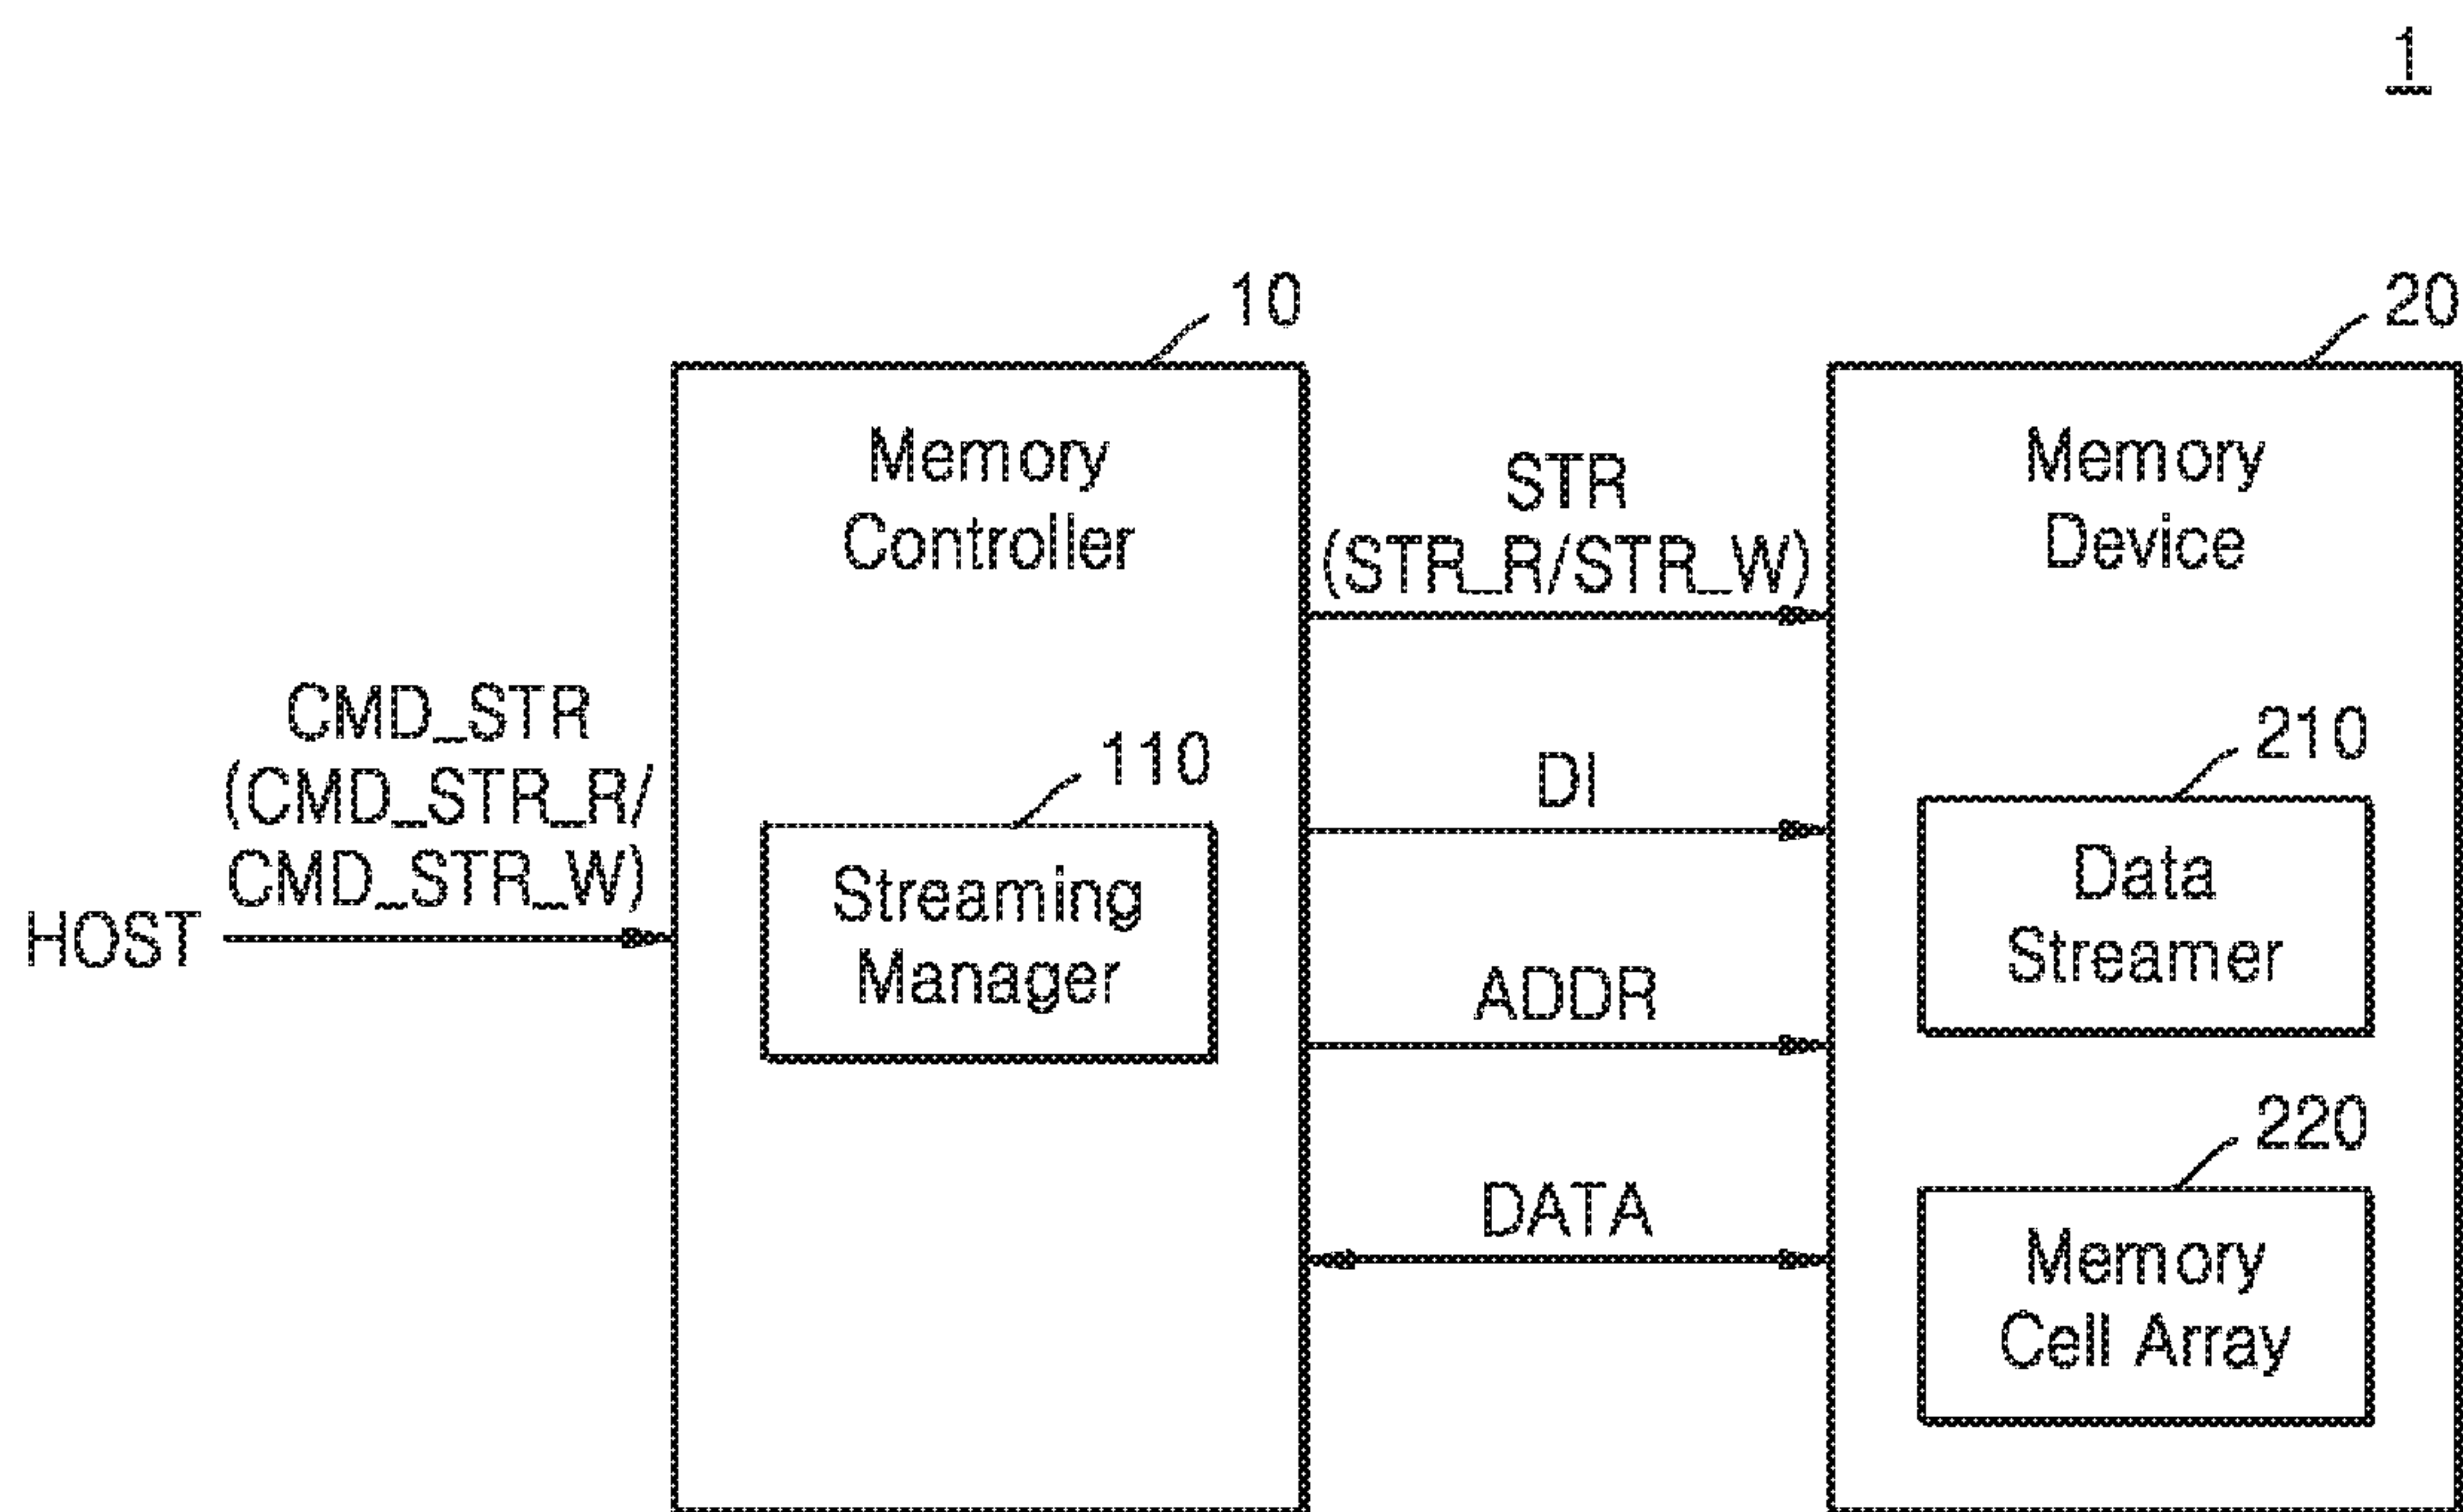 1
10
20
Memory
Controller
STR
(STR_R/STR_W)
Memory
Device
CMD_STR
(CMD_STR_R/
CMD_STR_W)
HOST
110
Streaming
Manager
DI
ADDR
DATA
210
Data
Streamer
220
Memory
Cell Array